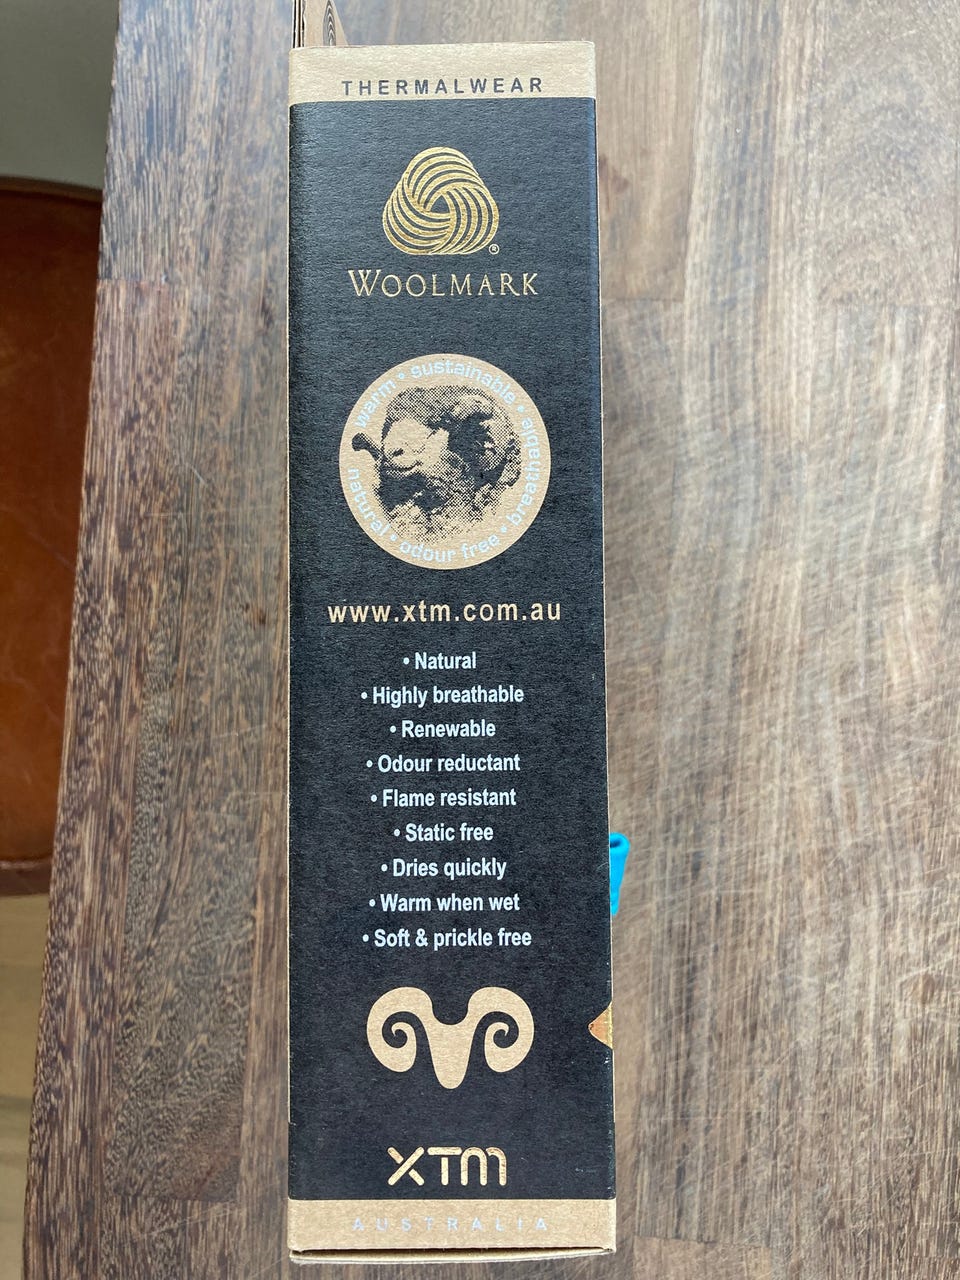 THERMALWEAR
®
WOOLMARK
warm • sustainable • breathable • odour free • natural
www.xtm.com.au
• Natural
• Highly breathable
• Renewable
• Odour reductant
• Flame resistant
• Static free
• Dries quickly
• Warm when wet
• Soft & prickle free
XTM
AUSTRALIA